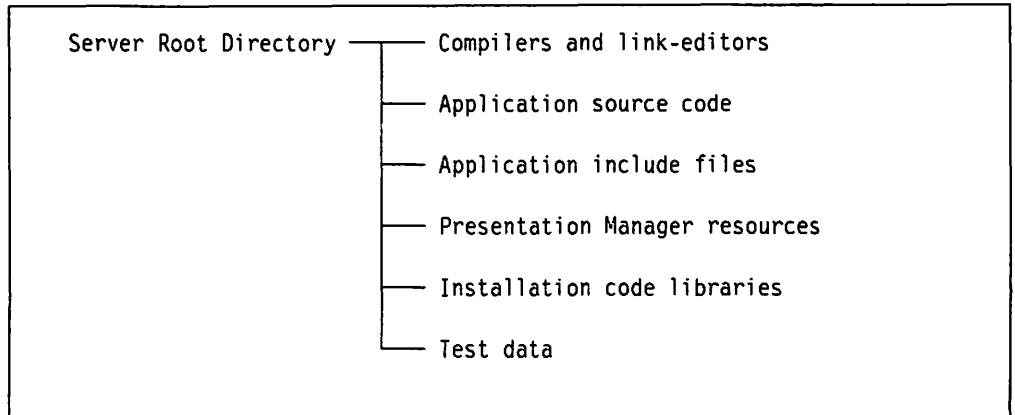 Server Root Directory Compilers and link-editors
Application source code
Application include files
Presentation Manager resources
Installation code libraries
Test data